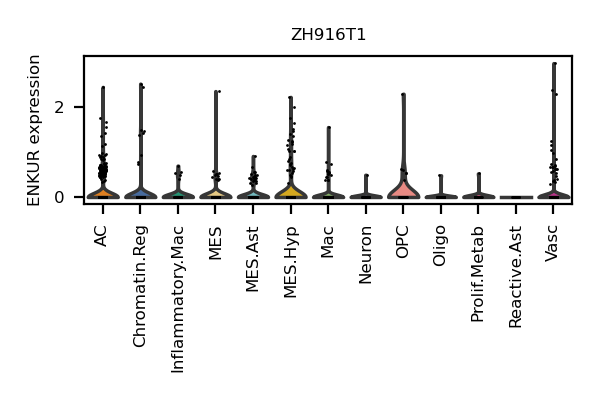 ZH916T1
ENKUR expression
2
0
AC
Chromatin.Reg
Inflammatory.Mac
MES
MES.Ast
MES.Hyp
Mac
Neuron
OPC
Oligo
Prolif.Metab
Reactive.Ast
Vasc